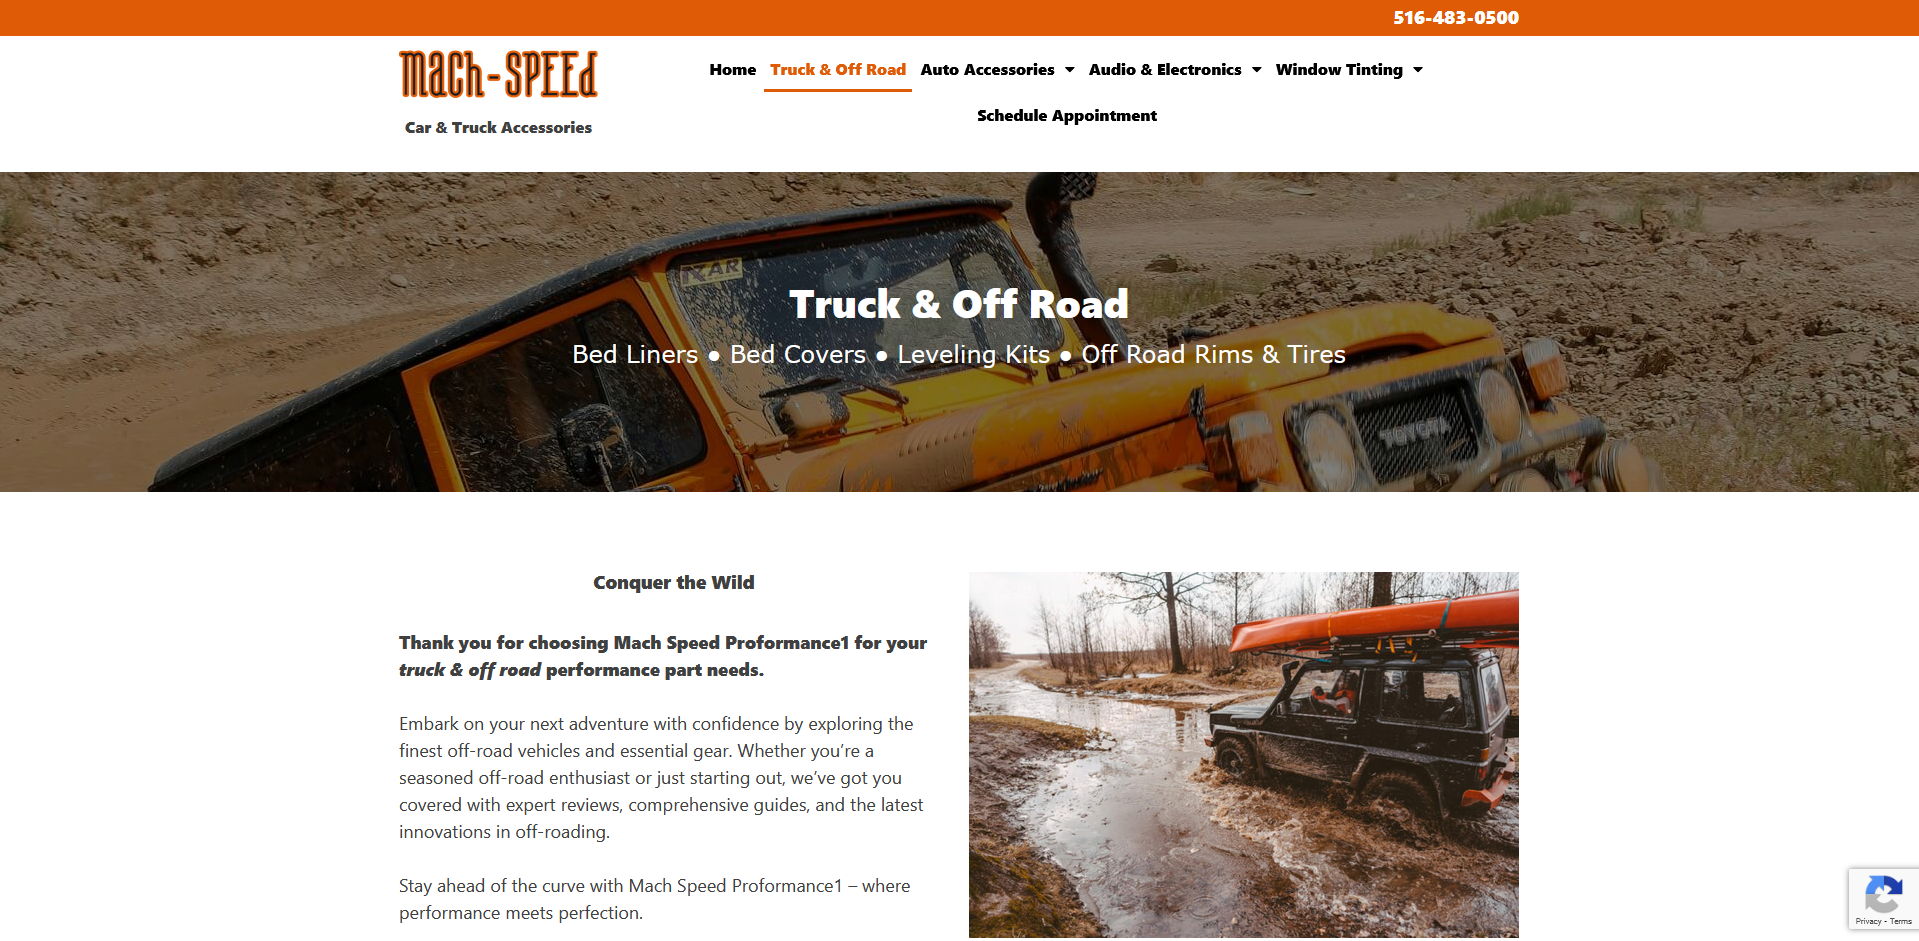 516-483-0500
mach-SPEEd
Car & Truck Accessories
Home Truck & Off Road Auto Accessories Audio & Electronics Window Tinting
Schedule Appointment
Truck & Off Road
Bed Liners ● Bed Covers ● Leveling Kits ● Off Road Rims & Tires
TOYOTA
Conquer the Wild
Thank you for choosing Mach Speed Proformance1 for your
truck & off road performance part needs.
Embark on your next adventure with confidence by exploring the
finest off-road vehicles and essential gear. Whether you’re a
seasoned off-road enthusiast or just starting out, we’ve got you
covered with expert reviews, comprehensive guides, and the latest
innovations in off-roading.
Stay ahead of the curve with Mach Speed Proformance1 – where
performance meets perfection.
Privacy - Terms